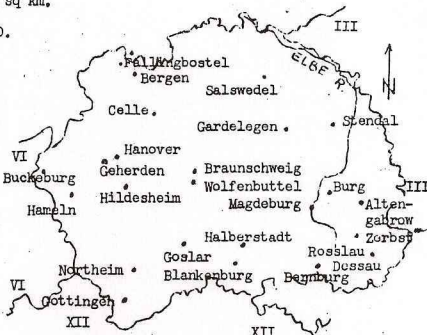 sq Km.
III
O.
Fallingbostel
ELBE R.
Bergen
N
Salswedel
Celle
Gardelegen
Stendal
VI
Hanover
Geherden
Braunschweig
Buckeburg
Wolfenbuttel
Burg
III
Hildesheim
Magdeburg
Alten-
Hameln
gabrow
Halberstadt
Zorbst
Goslar
Rosslau
Northeim
Blankenburg
Dessau
Bernburg
VI
Gottingen
XII
XII